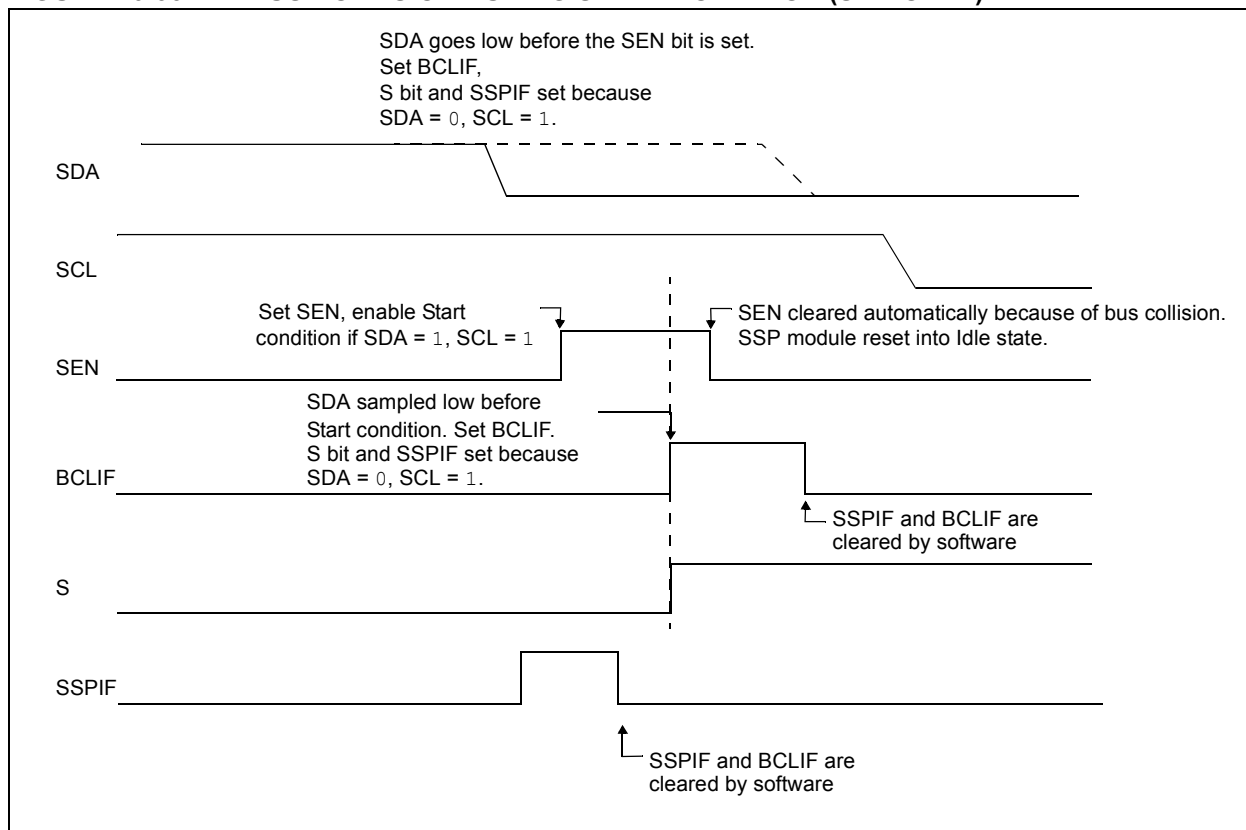 SDA goes low before the SEN bit is set.
Set BCLIF,
S bit and SSPIF set because
SDA = 0, SCL = 1.
SDA
SCL
Set SEN, enable Start
condition if SDA = 1, SCL = 1
SEN cleared automatically because of bus collision.
SSP module reset into Idle state.
SEN
SDA sampled low before
Start condition. Set BCLIF.
S bit and SSPIF set because
SDA = 0, SCL = 1.
BCLIF
SSPIF and BCLIF are
cleared by software
S
SSPIF
SSPIF and BCLIF are
cleared by software